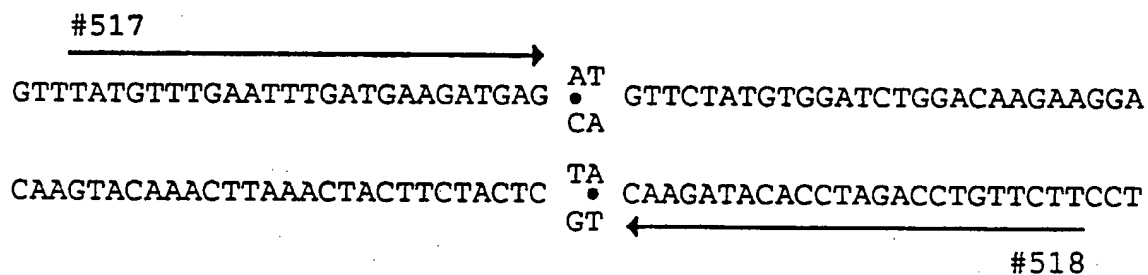 #517
AT
GTTTATGTTTGAATTTGATGAAGATGAG • GTTCTATGTGGATCTGGACAAGAAGGA
CA
TA
CAAGTACAAACTTAAACTACTTCTACTC • CAAGATACACCTAGACCTGTTCTTCCT
GT
#518